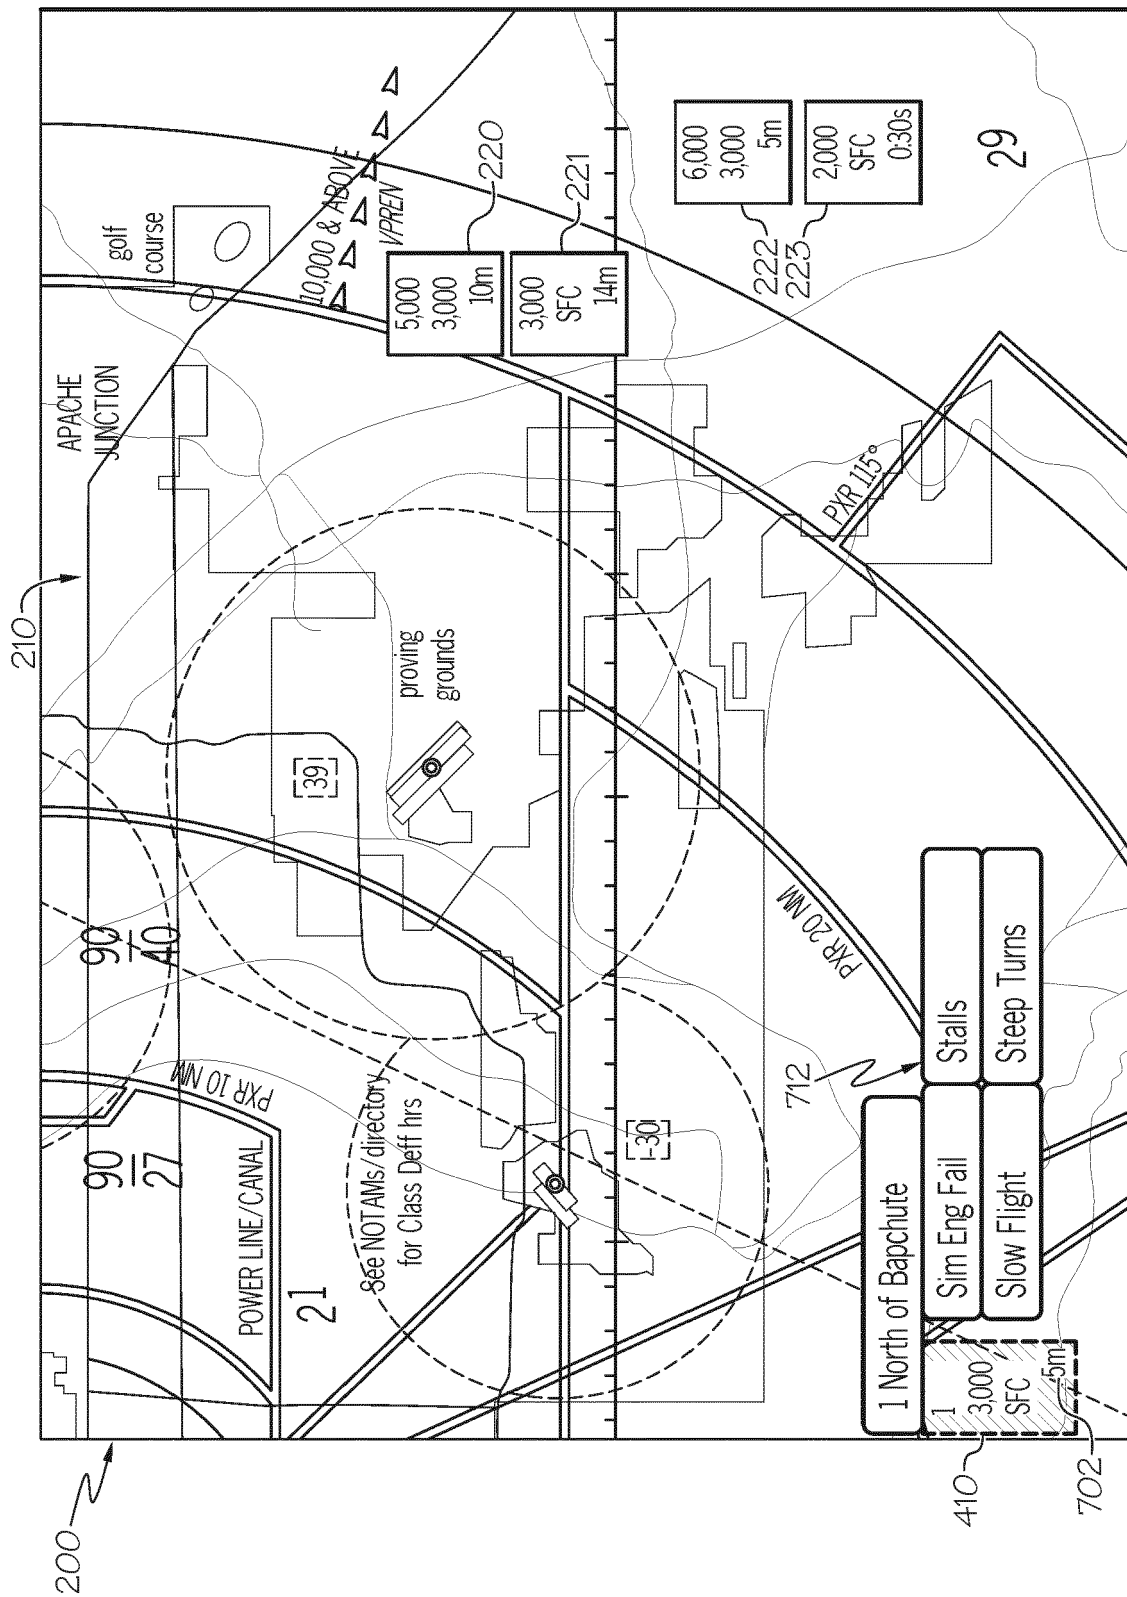 200
210
APACHE
JUNCTION
golf
course
10,000 & ABOVE
VPREN
5,000
3,000
10m
220
3,000
SFC
14m
221
6,000
3,000
5m
222
2,000
SFC
0:30s
223
29
90
40
90
27
PXR 10 NM
POWER LINE/CANAL
21
[39]
proving
grounds
See NOTAMs/directory
for Class Deff hrs
[-30]
PXR 115°
PXR 20 NM
712
1 North of Bapchute
Sim Eng Fail
Stalls
Slow Flight
Steep Turns
1
3,000
SFC
45m
410
702